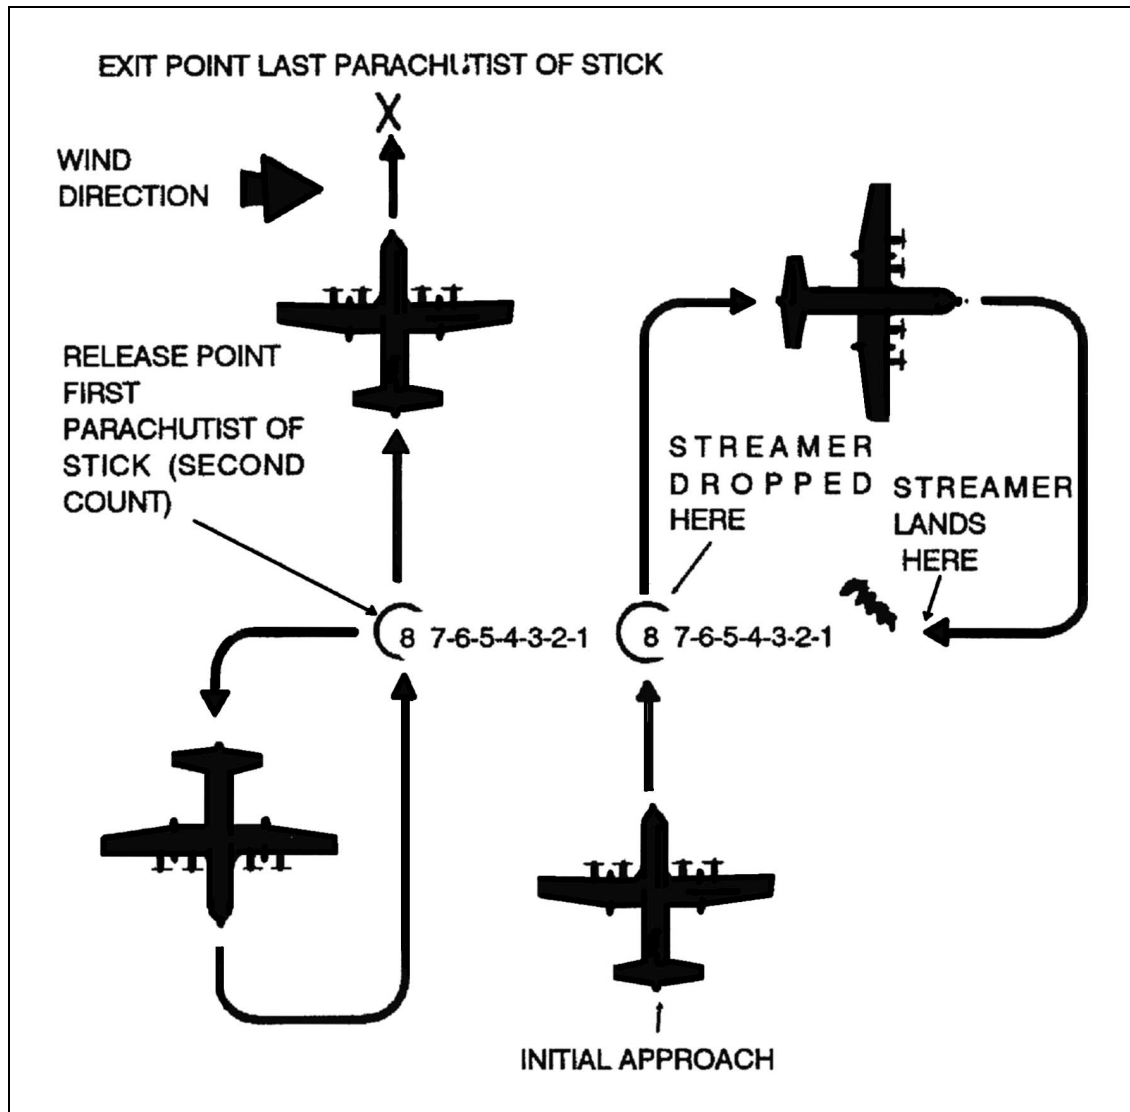 EXIT POINT LAST PARACHUTIST OF STICK
X
WIND
DIRECTION
RELEASE POINT
FIRST
PARACHUTIST OF
STICK (SECOND
COUNT)
STREAMER
DROPPED
HERE
STREAMER
LANDS
HERE
8 7-6-5-4-3-2-1
8 7-6-5-4-3-2-1
INITIAL APPROACH